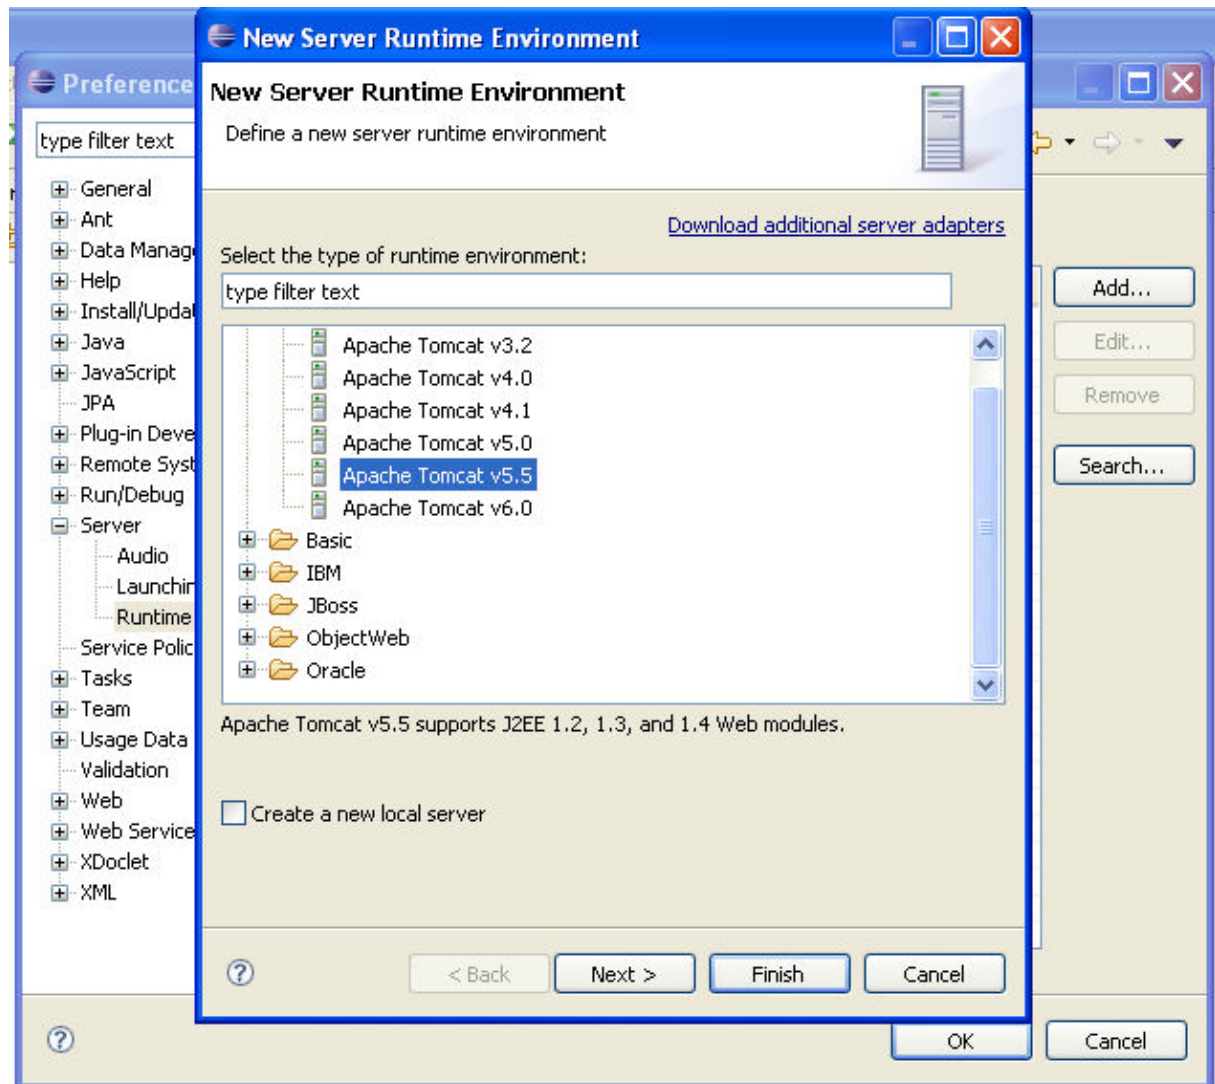 New Server Runtime Environment
Preference
New Server Runtime Environment
Define a new server runtime environment
type filter text
General
Ant
Data Manag
Help
Install/Updat
Java
JavaScript
JPA
Plug-in Deve
Remote Syst
Run/Debug
Server
Audio
Launchin
Runtime
Service Polic
Tasks
Team
Usage Data
Validation
Web
Web Service
XDoclet
XML
Download additional server adapters
Select the type of runtime environment:
type filter text
Apache Tomcat v3.2
Apache Tomcat v4.0
Apache Tomcat v4.1
Apache Tomcat v5.0
Apache Tomcat v5.5
Apache Tomcat v6.0
Basic
IBM
JBoss
ObjectWeb
Oracle
Apache Tomcat v5.5 supports J2EE 1.2, 1.3, and 1.4 Web modules.
Create a new local server
< Back
Next >
Finish
Cancel
Add...
Edit...
Remove
Search...
OK
Cancel